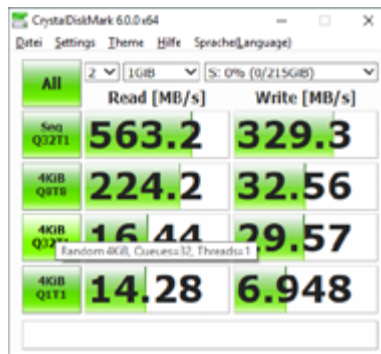 CrystalDiskMark 6.0.0 x64
Datei Settings Theme Hilfe Sprache(Language)
All 2 1GiB S: 0% (0/215GiB)
Read [MB/s] Write [MB/s]
Seq Q32T1 563.2 329.3
4KiB Q8T8 224.2 32.56
4KiB Q32T1 16.44 29.57
Random 4KiB, Queues=32, Threads=1
4KiB Q1T1 14.28 6.948